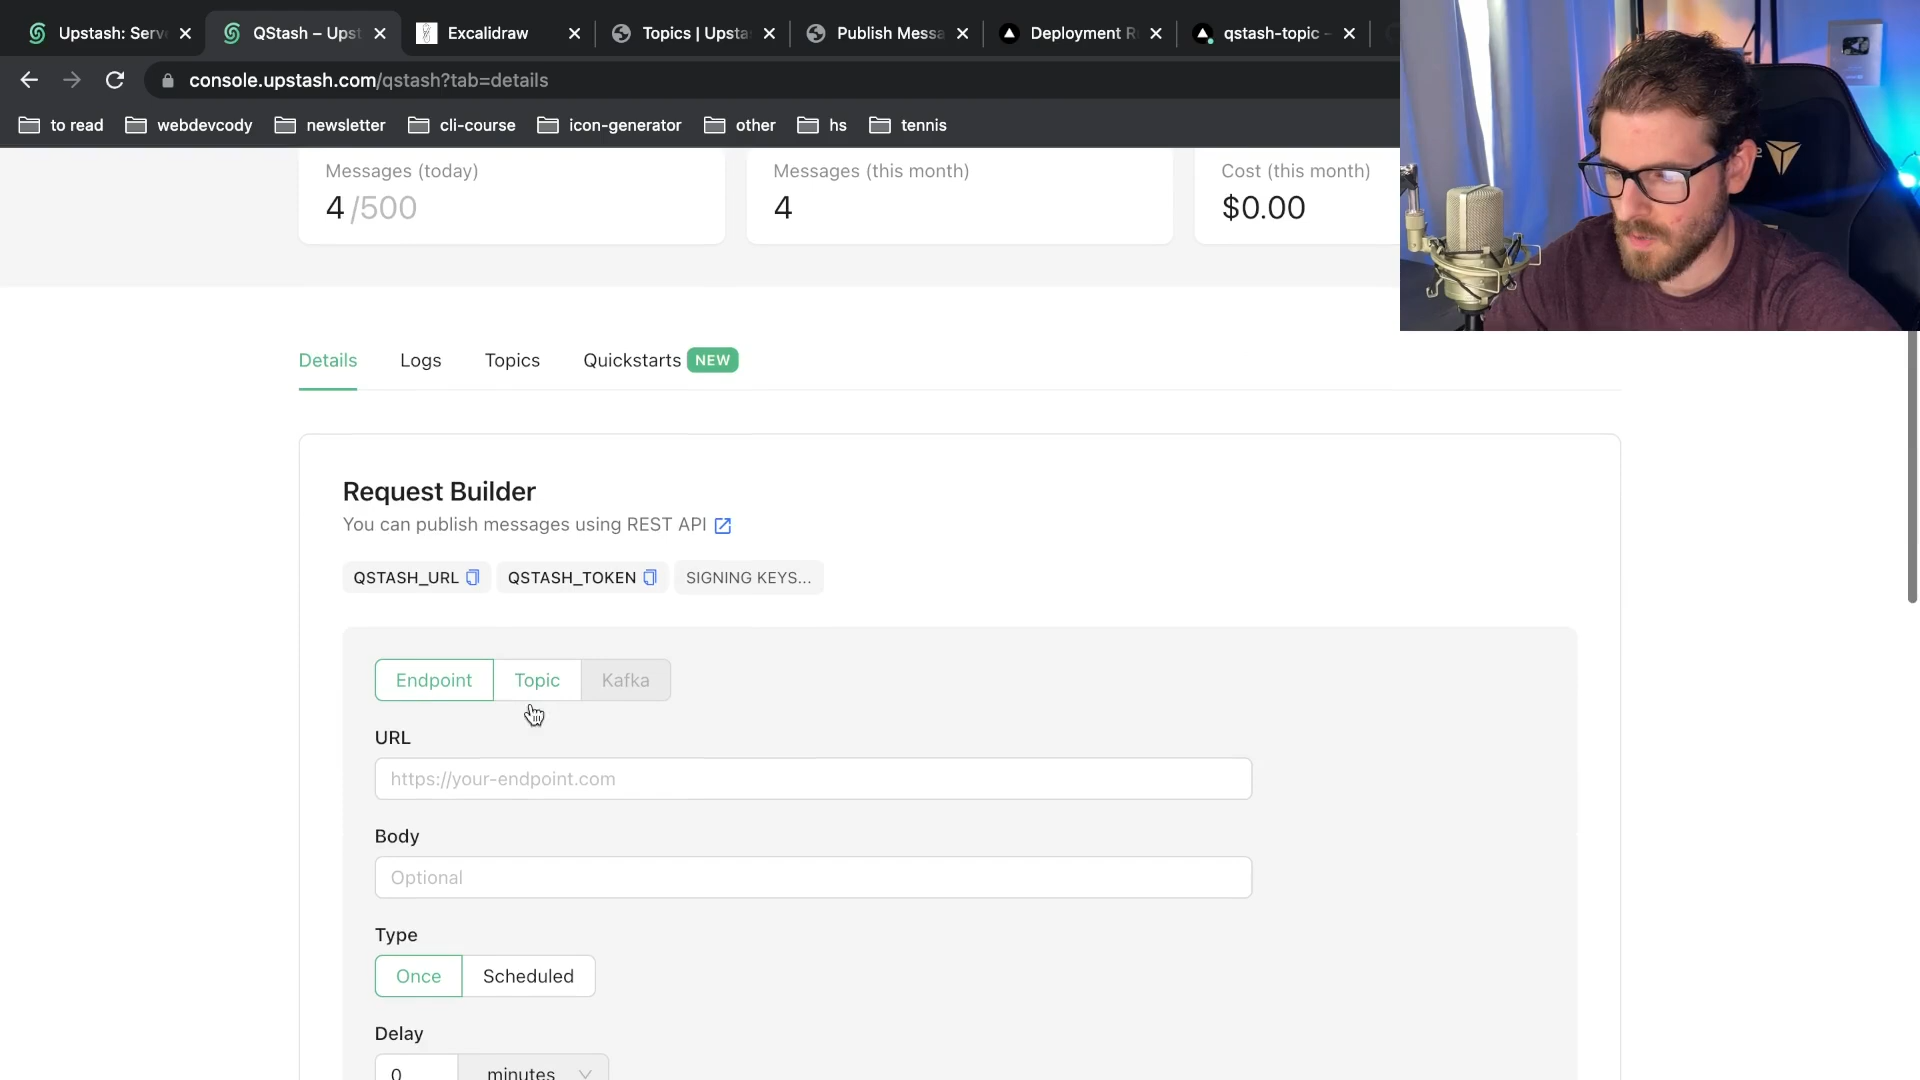 Upstash: Serv
QStash – Upst
Excalidraw
Topics | Upsta
Publish Messa
Deployment R
qstash-topic -
console.upstash.com/qstash?tab=details
to read
webdevcody
newsletter
cli-course
icon-generator
other
hs
tennis
Messages (today)
4 /500
Messages (this month)
4
Cost (this month)
$0.00
Details
Logs
Topics
Quickstarts NEW
Request Builder
You can publish messages using REST API
QSTASH_URL
QSTASH_TOKEN
SIGNING KEYS...
Endpoint
Topic
Kafka
URL
https://your-endpoint.com
Body
Optional
Type
Once
Scheduled
Delay
0
minutes